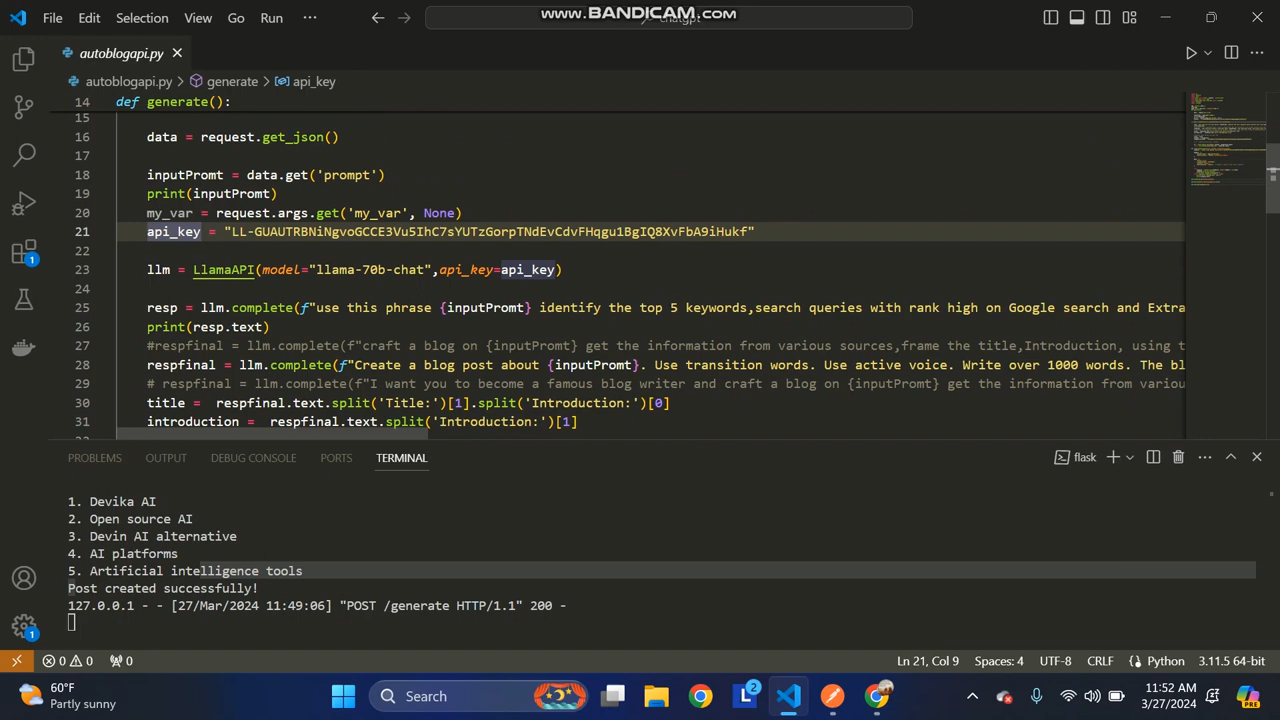 File Edit Selection View Go Run ··· www.BANDICAM.com
autoblogapi.py
autoblogapi.py > generate > api_key
14 def generate():
15
16 data = request.get_json()
17
18 inputPromt = data.get('prompt')
19 print(inputPromt)
20 my_var = request.args.get('my_var', None)
21 api_key = "LL-GUAUTRBNiNgvoGCCE3Vu5IhC7sYUTzGorpTNdEvCdvFHqgu1BgIQ8XvFbA9iHukf"
22
23 llm = LlamaAPI(model="llama-70b-chat",api_key=api_key)
24
25 resp = llm.complete(f"use this phrase {inputPromt} identify the top 5 keywords,search queries with rank high on Google search and Extra
26 print(resp.text)
27 #respfinal = llm.complete(f"craft a blog on {inputPromt} get the information from various sources,frame the title,Introduction, using t
28 respfinal = llm.complete(f"Create a blog post about {inputPromt}. Use transition words. Use active voice. Write over 1000 words. The bl
29 # respfinal = llm.complete(f"I want you to become a famous blog writer and craft a blog on {inputPromt} get the information from variou
30 title = respfinal.text.split('Title:')[1].split('Introduction:')[0]
31 introduction = respfinal.text.split('Introduction:')[1]
PROBLEMS OUTPUT DEBUG CONSOLE PORTS TERMINAL flask
1. Devika AI
2. Open source AI
3. Devin AI alternative
4. AI platforms
5. Artificial intelligence tools
Post created successfully!
127.0.0.1 - - [27/Mar/2024 11:49:06] "POST /generate HTTP/1.1" 200 -
0 0 0 Ln 21, Col 9 Spaces: 4 UTF-8 CRLF Python 3.11.5 64-bit
60°F
Partly sunny
Search
11:52 AM
3/27/2024